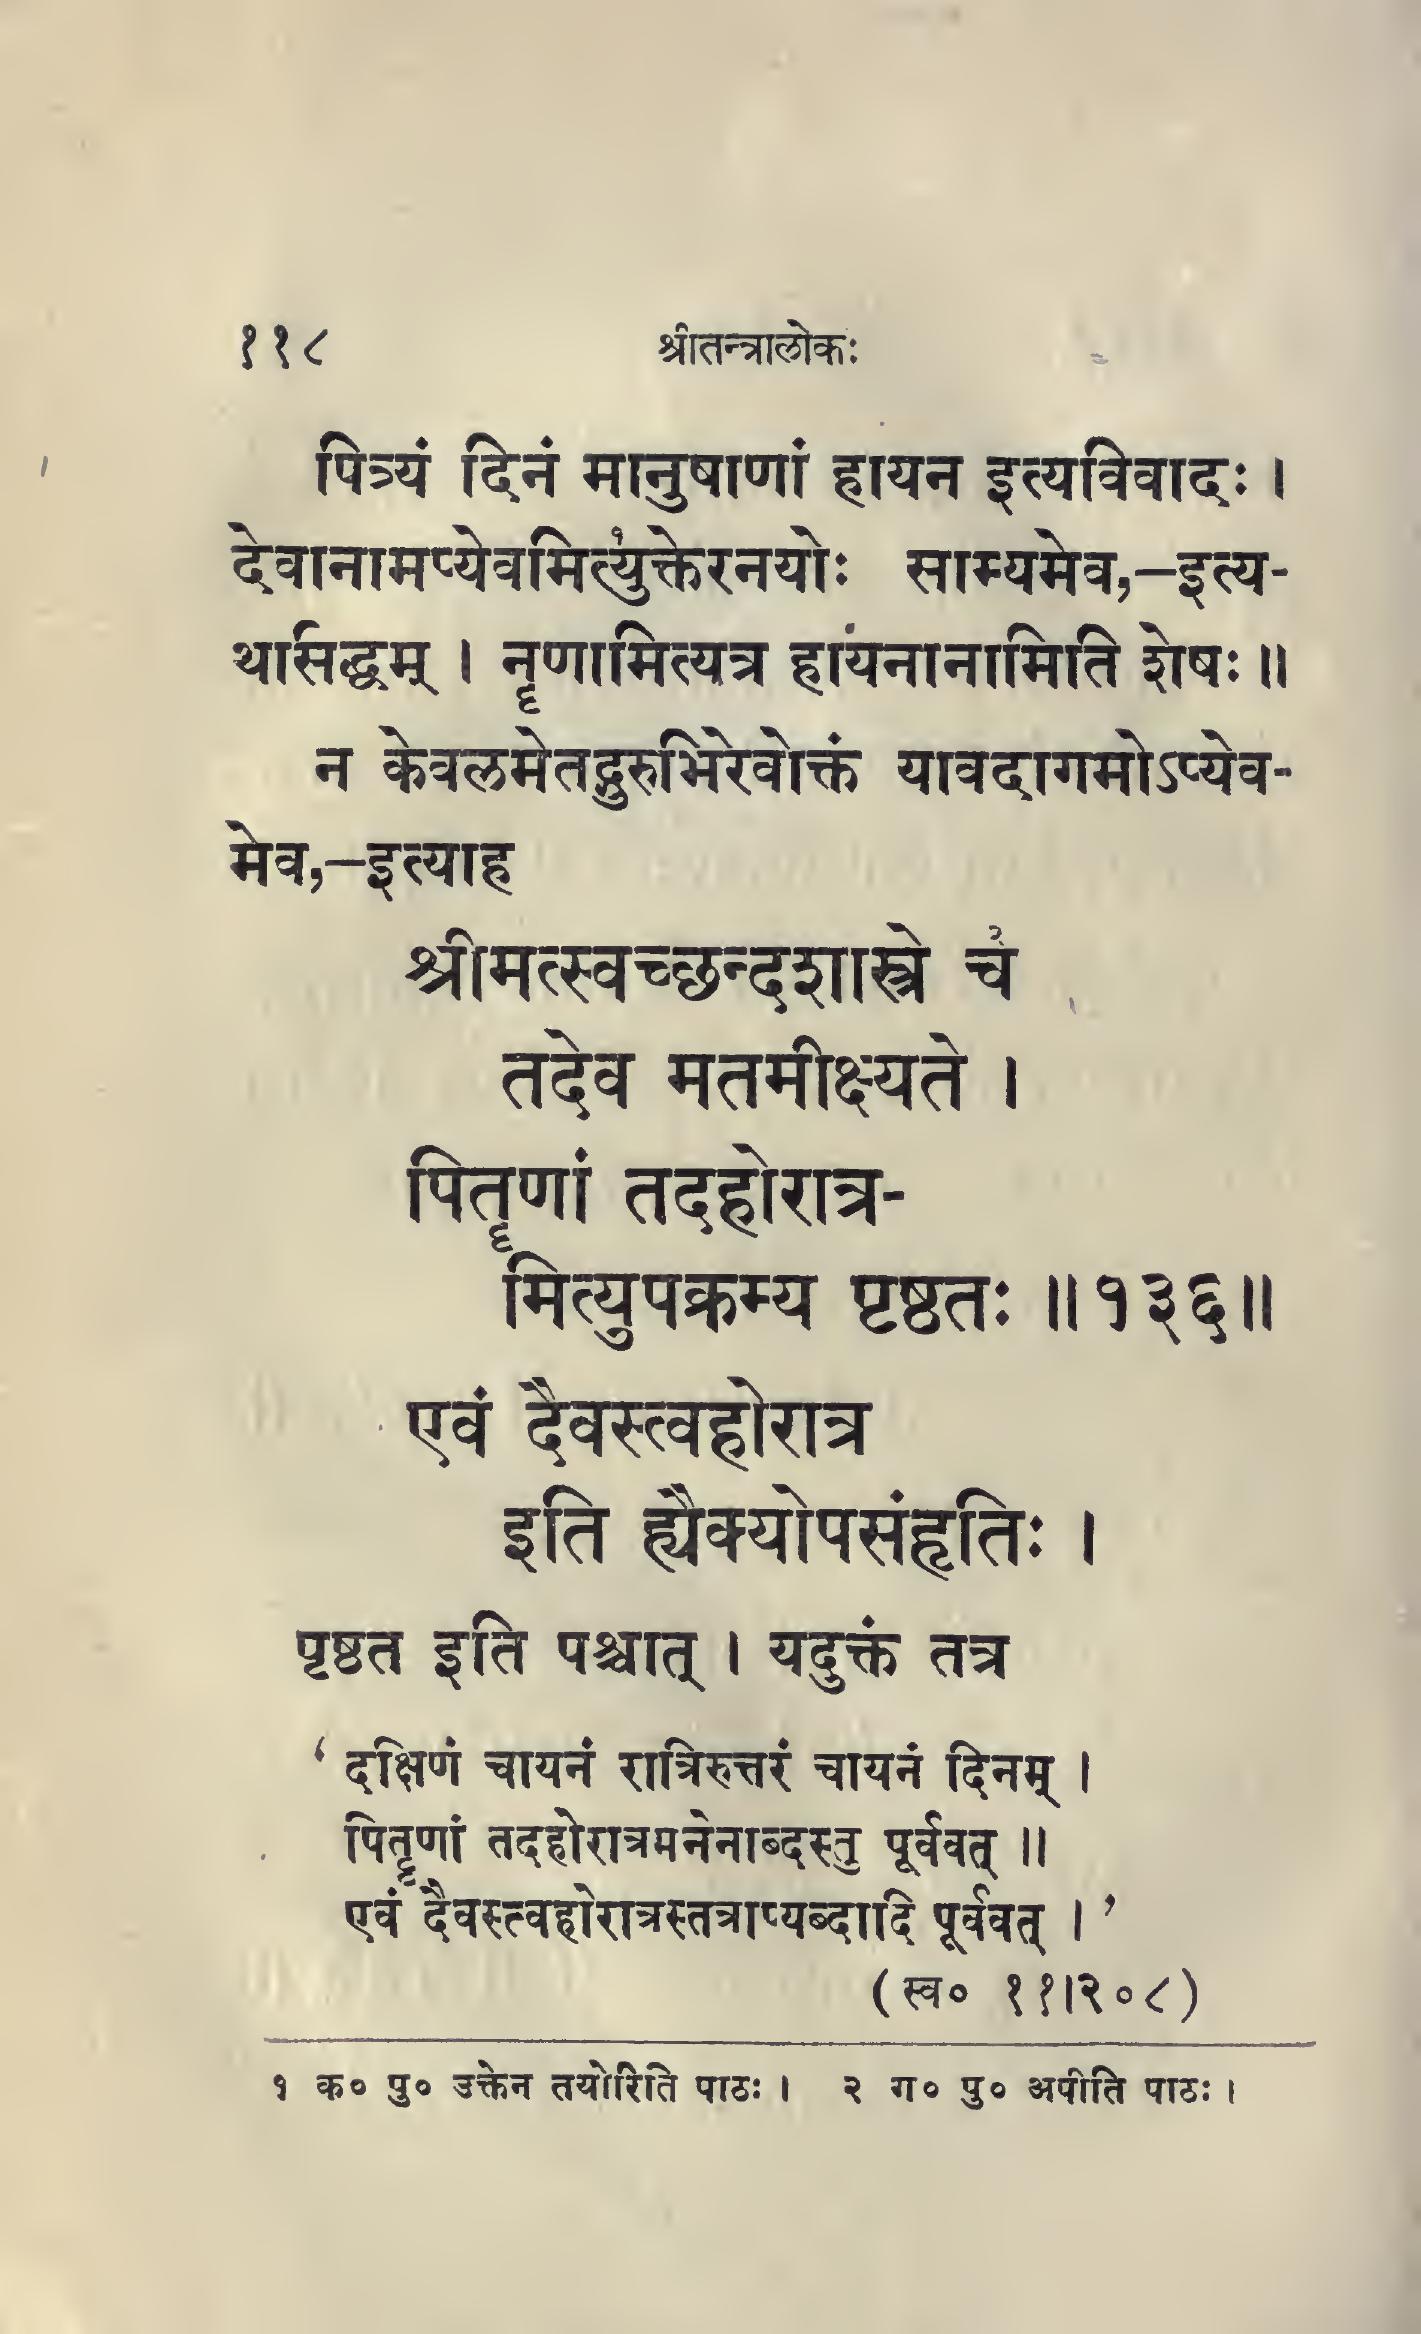 ११८ श्रीतन्त्रालोकः
पित्र्यं दिनं मानुषाणां हायन इत्यविवादः ।
देवानामप्येवमित्यु१क्तेरनयोः साम्यमेव,—इत्य-
र्थसिद्धम् । नॄणामित्यत्र हायनानामिति शेषः ॥
न केवलमेतद्गुरुभिरेवोक्तं यावदागमोऽप्येव-
मेव,—इत्याह
श्रीमत्स्वच्छन्दशास्त्रे च२
तदेव मतमीक्ष्यते ।
पितॄणां तदहोरात्र-
मित्युपक्रम्य पृष्ठतः ॥१३६॥
एवं दैवस्त्वहोरात्र
इति ह्यैक्योपसंहृतिः ।
पृष्ठत इति पश्चात् । यदुक्तं तत्र
‘ दक्षिणं चायनं रात्रिरुत्तरं चायनं दिनम् ।
पितॄणां तदहोरात्रमनेनाब्दस्तु पूर्ववत् ॥
एवं दैवस्त्वहोरात्रस्तत्राप्यब्दादि पूर्ववत् । ’
( स्व० ११।२०८ )
१ क० पु० उक्तेन तयोरिति पाठः । २ ग० पु० अपीति पाठः ।